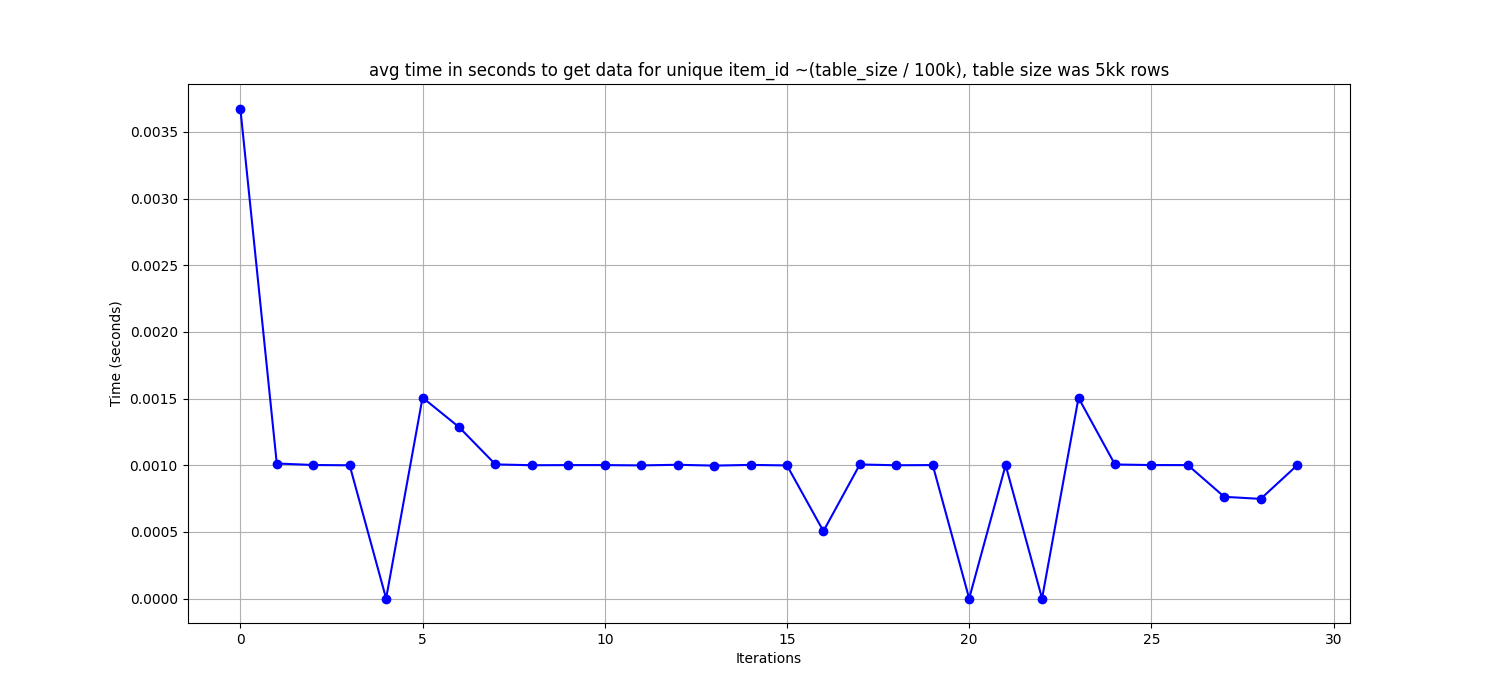 avg time in seconds to get data for unique item_id ~(table_size / 100k), table size was 5kk rows
0.0035
0.0030
0.0025
0.0020
0.0015
0.0010
0.0005
0.0000
Time (seconds)
0 5 10 15 20 25 30
Iterations